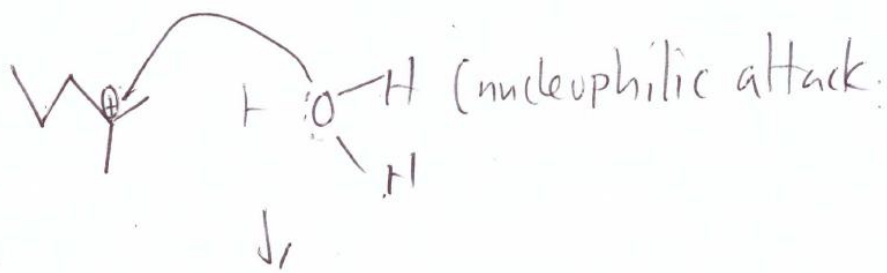 ⊕ + :O-H (nucleophilic attack.
H